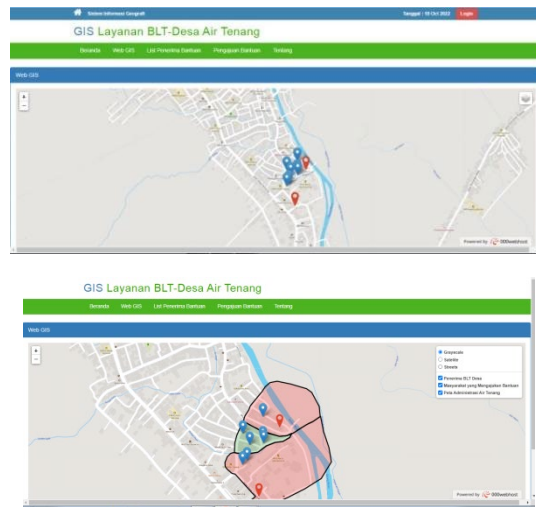 Sistem Informasi Geografi
Tanggal : 10 Oct 2022 Login
GIS Layanan BLT-Desa Air Tenang
Beranda Web GIS List Penerima Bantuan Pengajuan Bantuan Tentang
Web GIS
+
−
Powered by 000webhost
GIS Layanan BLT-Desa Air Tenang
Beranda Web GIS List Penerima Bantuan Pengajuan Bantuan Tentang
Web GIS
+
−
Grayscale
Satelite
Streets
Penerima BLT Desa
Masyarakat yang Mengajukan Bantuan
Peta Administrasi Air Tenang
Powered by 000webhost